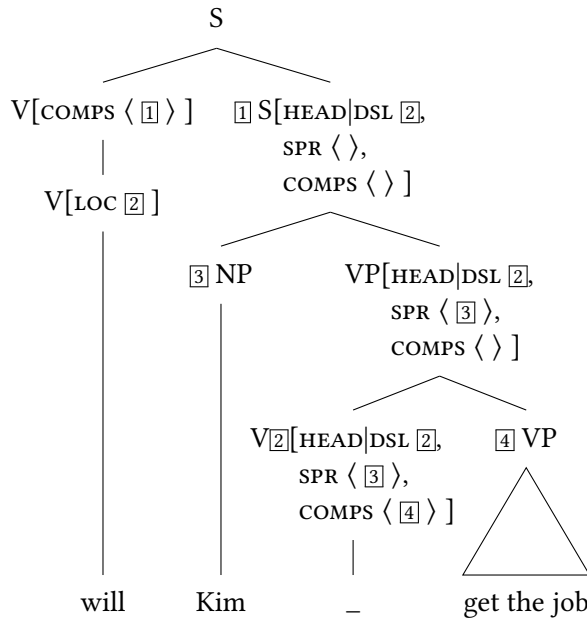 S
V[COMPS ⟨ 1 ⟩ ] 1 S[HEAD|DSL 2,
SPR ⟨ ⟩,
COMPS ⟨ ⟩ ]
V[LOC 2 ]
3 NP VP[HEAD|DSL 2,
SPR ⟨ 3 ⟩,
COMPS ⟨ ⟩ ]
V2[HEAD|DSL 2, 4 VP
SPR ⟨ 3 ⟩,
COMPS ⟨ 4 ⟩ ]
will Kim _ get the job